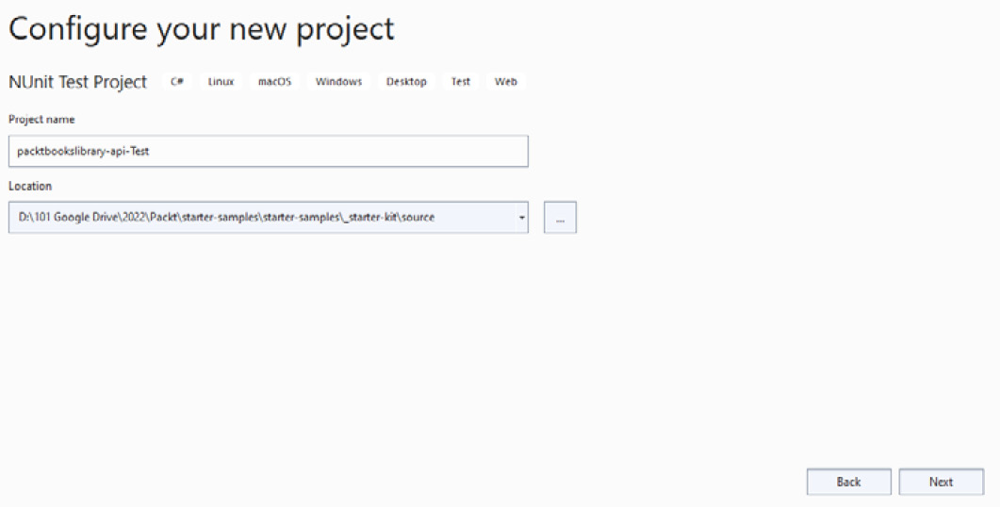 Configure your new project
NUnit Test Project C# Linux macOS Windows Desktop Test Web
Project name
packtbookslibrary-api-Test
Location
D:\101 Google Drive\2022\Packt\starter-samples\starter-samples\_starter-kit\source
...
Back Next